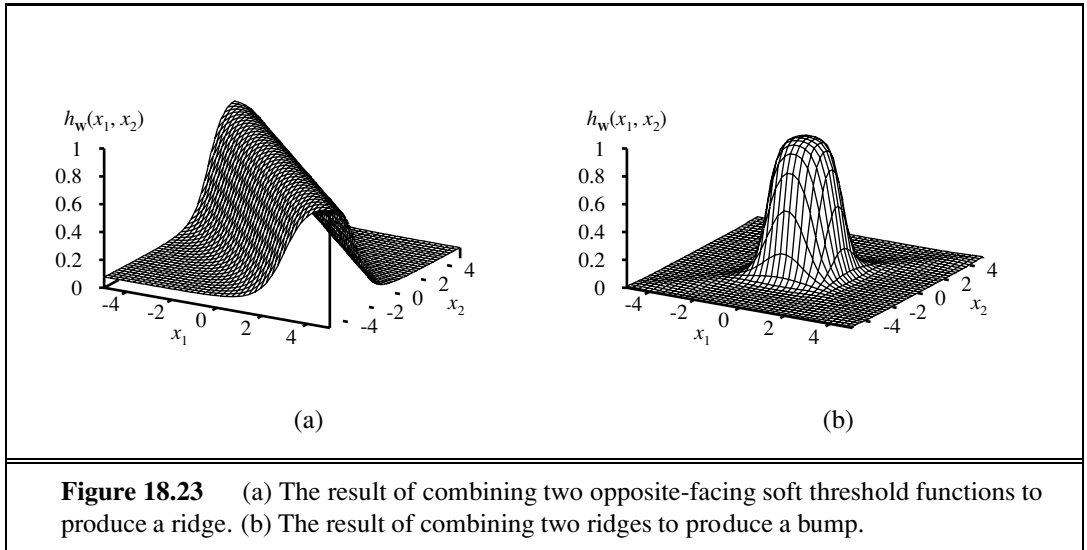 h_w(x_1, x_2)
1
0.8
0.6
0.4
0.2
0
-4 -2 0 2 4
x_1
-4 -2 0 2 4
x_2
(a)
h_w(x_1, x_2)
1
0.8
0.6
0.4
0.2
0
-4 -2 0 2 4
x_1
-4 -2 0 2 4
x_2
(b)
Figure 18.23 (a) The result of combining two opposite-facing soft threshold functions to
produce a ridge. (b) The result of combining two ridges to produce a bump.